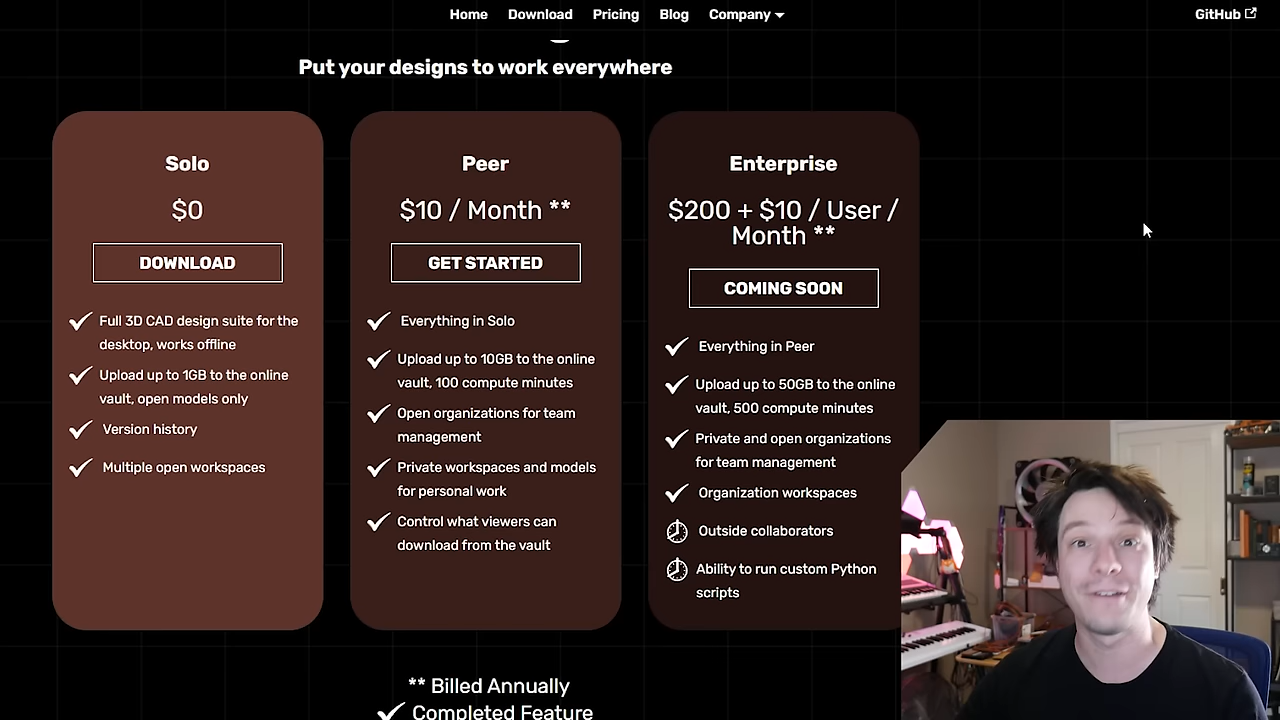 Home Download Pricing Blog Company GitHub
Put your designs to work everywhere
Solo
$0
DOWNLOAD
Full 3D CAD design suite for the
desktop, works offline
Upload up to 1GB to the online
vault, open models only
Version history
Multiple open workspaces
Peer
$10 / Month **
GET STARTED
Everything in Solo
Upload up to 10GB to the online
vault, 100 compute minutes
Open organizations for team
management
Private workspaces and models
for personal work
Control what viewers can
download from the vault
Enterprise
$200 + $10 / User /
Month **
COMING SOON
Everything in Peer
Upload up to 50GB to the online
vault, 500 compute minutes
Private and open organizations
for team management
Organization workspaces
Outside collaborators
Ability to run custom Python
scripts
** Billed Annually
Completed Feature